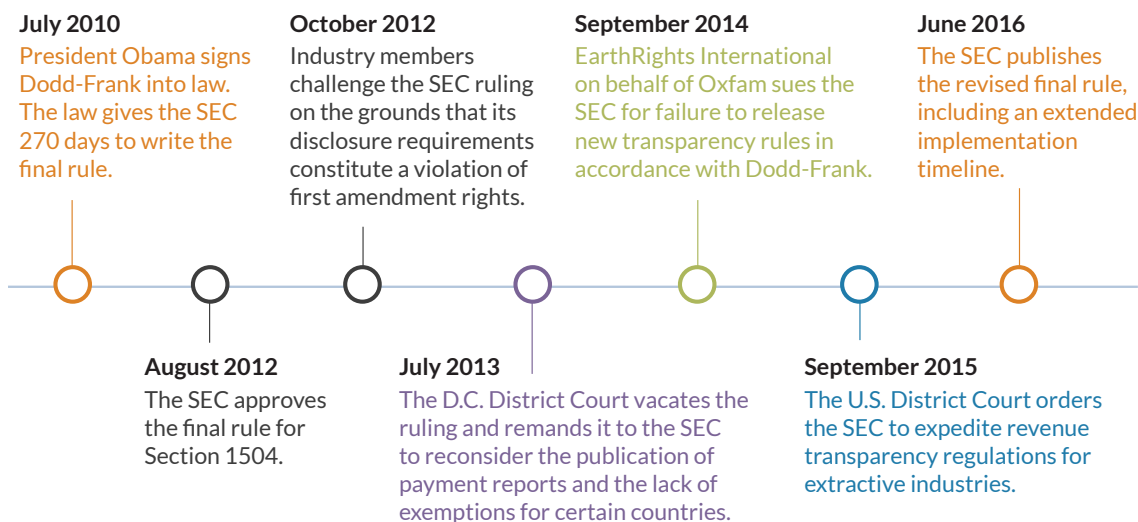 July 2010
President Obama signs
Dodd-Frank into law.
The law gives the SEC
270 days to write the
final rule.
October 2012
Industry members
challenge the SEC ruling
on the grounds that its
disclosure requirements
constitute a violation of
first amendment rights.
September 2014
EarthRights International
on behalf of Oxfam sues the
SEC for failure to release
new transparency rules in
accordance with Dodd-Frank.
June 2016
The SEC publishes
the revised final rule,
including an extended
implementation
timeline.
August 2012
The SEC approves
the final rule for
Section 1504.
July 2013
The D.C. District Court vacates the
ruling and remands it to the SEC
to reconsider the publication of
payment reports and the lack of
exemptions for certain countries.
September 2015
The U.S. District Court orders
the SEC to expedite revenue
transparency regulations for
extractive industries.